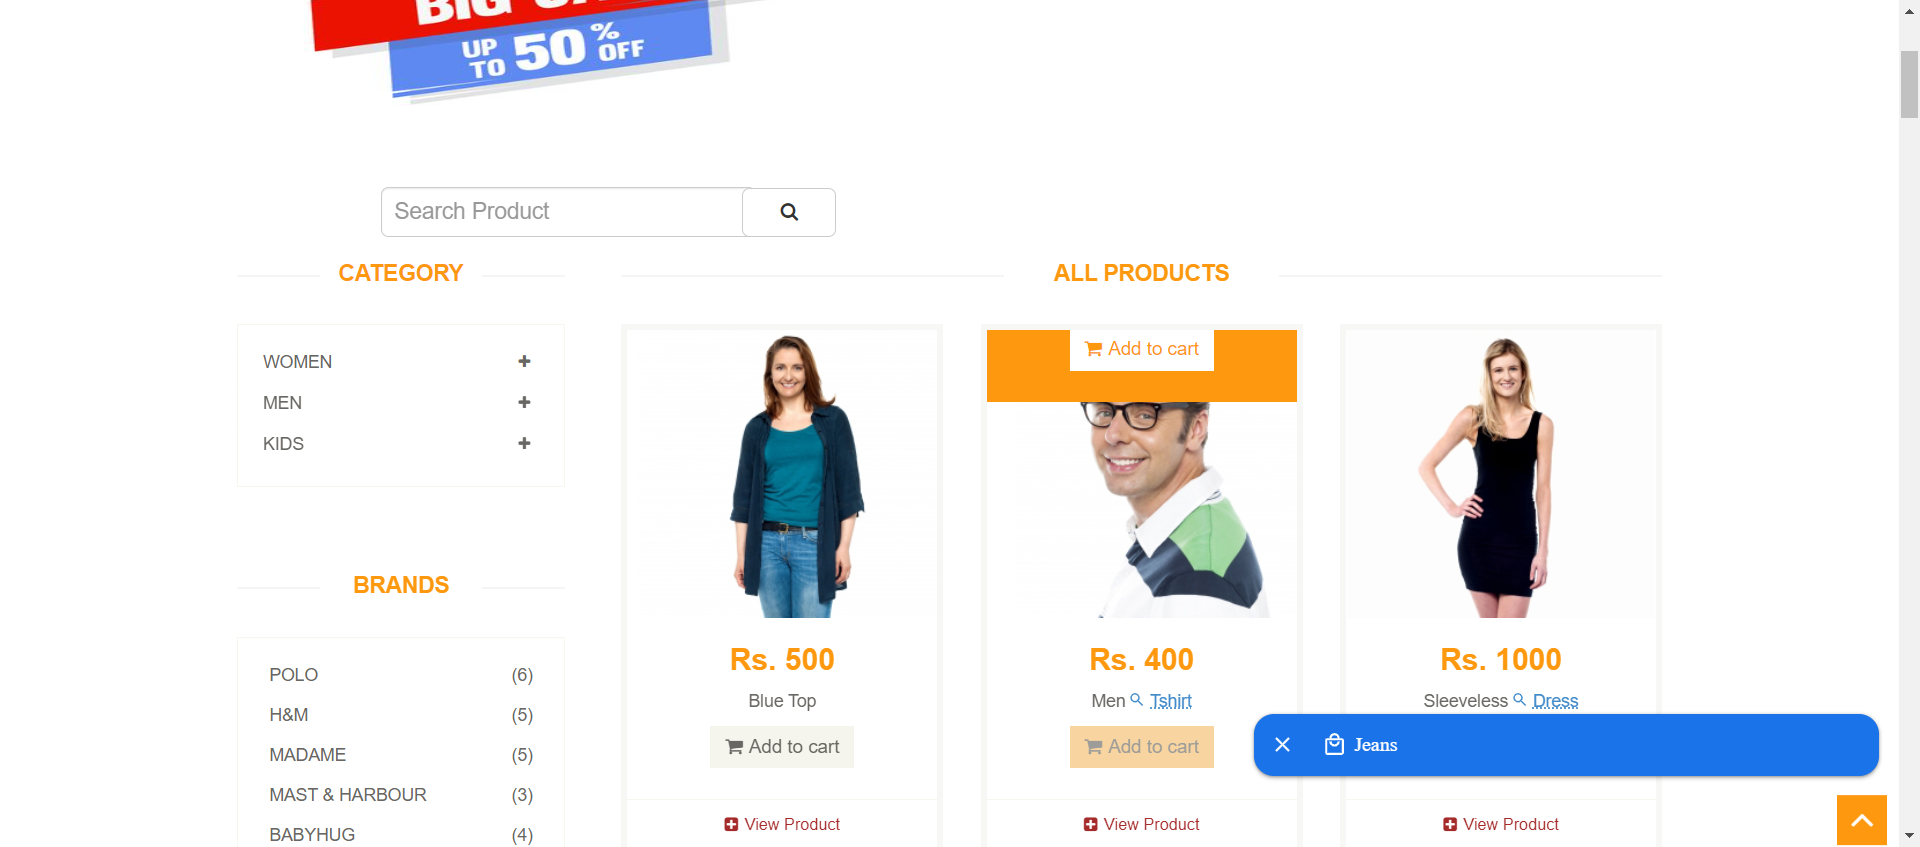 BIG
UP TO 50% OFF
Search Product
CATEGORY
ALL PRODUCTS
WOMEN
MEN
KIDS
BRANDS
POLO (6)
H&M (5)
MADAME (5)
MAST & HARBOUR (3)
BABYHUG (4)
Rs. 500
Blue Top
Add to cart
View Product
Add to cart
Rs. 400
Men Tshirt
Add to cart
View Product
Rs. 1000
Sleeveless Dress
View Product
Jeans